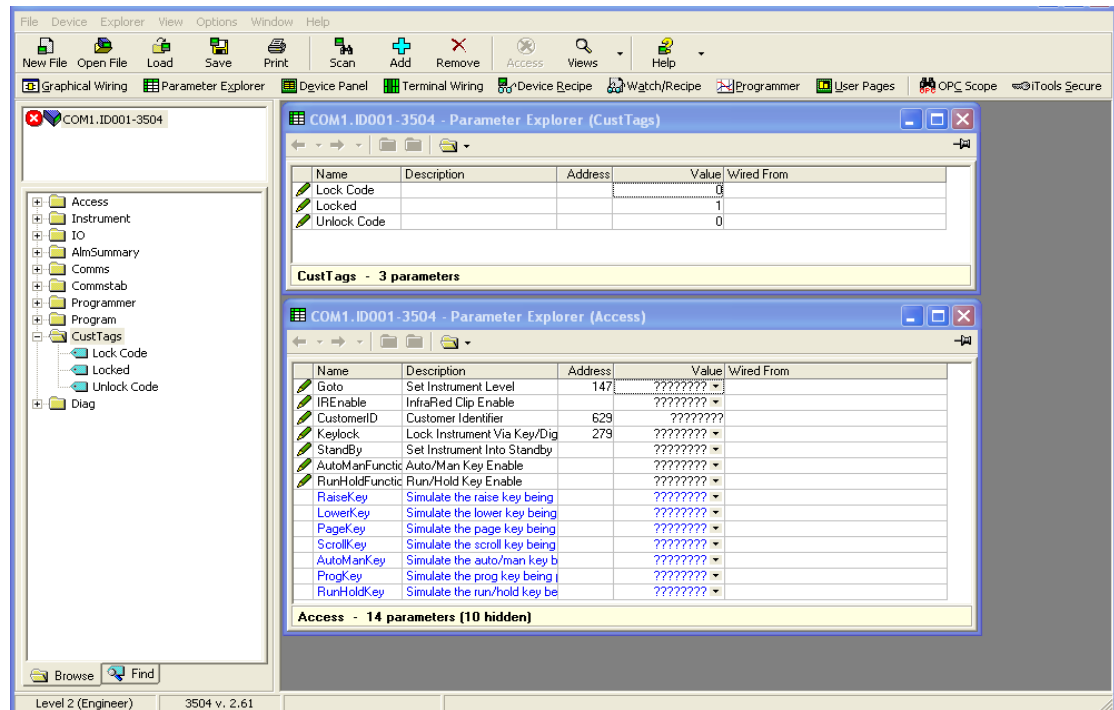 File Device Explorer View Options Window Help
New File Open File Load Save Print Scan Add Remove Access Views Help
Graphical Wiring Parameter Explorer Device Panel Terminal Wiring Device Recipe Watch/Recipe Programmer User Pages OPC Scope iTools Secure
COM1.ID001-3504
Access
Instrument
IO
AlmSummary
Comms
Commstab
Programmer
Program
CustTags
Lock Code
Locked
Unlock Code
Diag
Browse Find
COM1.ID001-3504 - Parameter Explorer (CustTags)
Name Description Address Value Wired From
Lock Code 0
Locked 1
Unlock Code 0
CustTags - 3 parameters
COM1.ID001-3504 - Parameter Explorer (Access)
Name Description Address Value Wired From
Goto Set Instrument Level 147 ????????
IREnable InfraRed Clip Enable ????????
CustomerID Customer Identifier 629 ????????
Keylock Lock Instrument Via Key/Dig 279 ????????
StandBy Set Instrument Into Standby ????????
AutoManFunctic Auto/Man Key Enable ????????
RunHoldFunctic Run/Hold Key Enable ????????
RaiseKey Simulate the raise key being ????????
LowerKey Simulate the lower key being ????????
PageKey Simulate the page key being ????????
ScrollKey Simulate the scroll key being ????????
AutoManKey Simulate the auto/man key b ????????
ProgKey Simulate the prog key being ????????
RunHoldKey Simulate the run/hold key be ????????
Access - 14 parameters (10 hidden)
Level 2 (Engineer) 3504 v. 2.61